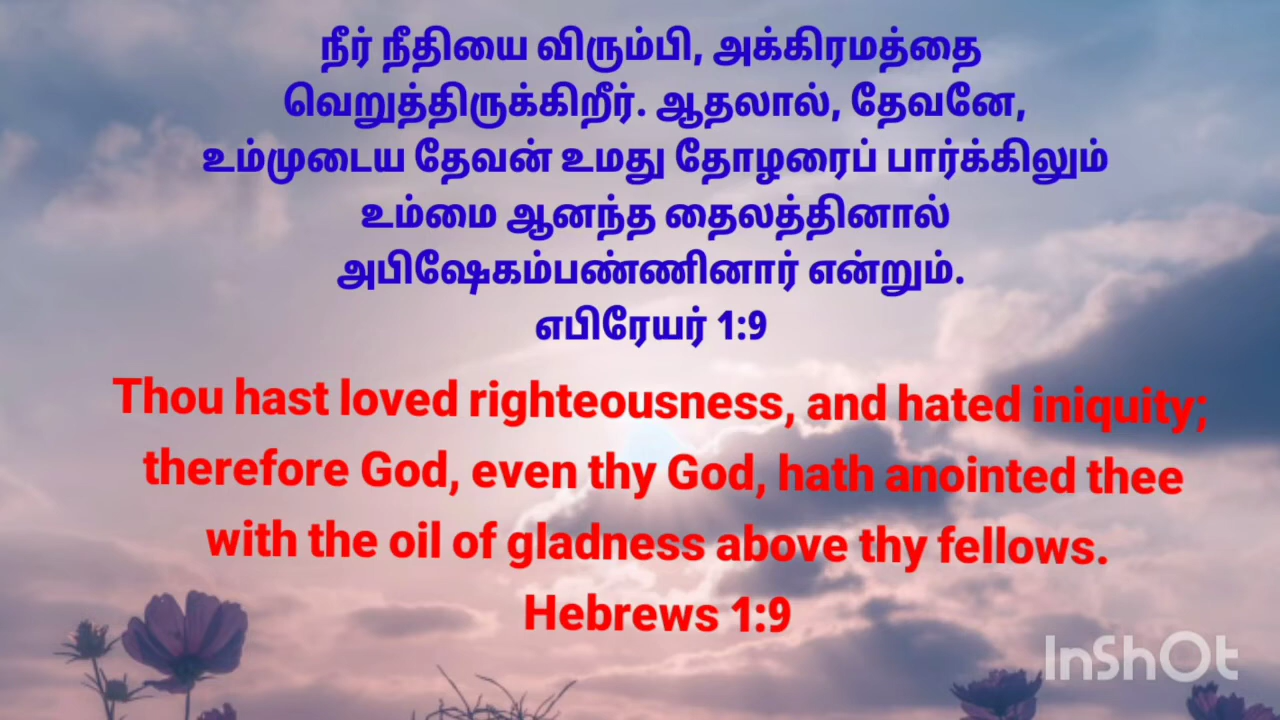 நீர் நீதியை விரும்பி, அக்கிரமத்தை
வெறுத்திருக்கிறீர். ஆதலால், தேவனே,
உம்முடைய தேவன் உமது தோழரைப் பார்க்கிலும்
உம்மை ஆனந்த தைலத்தினால்
அபிஷேகம்பண்ணினார் என்றும்.
எபிரேயர் 1:9
Thou hast loved righteousness, and hated iniquity;
therefore God, even thy God, hath anointed thee
with the oil of gladness above thy fellows.
Hebrews 1:9
InShOt